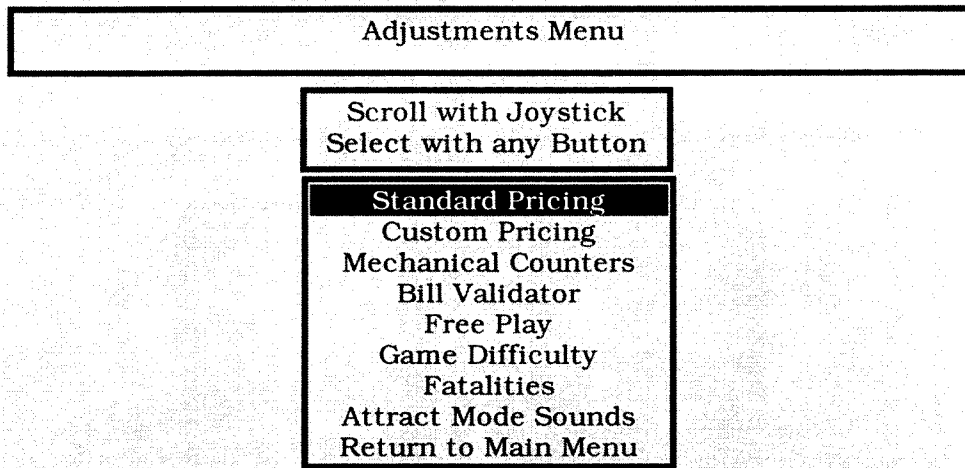 Adjustments Menu
Scroll with Joystick
Select with any Button
Standard Pricing
Custom Pricing
Mechanical Counters
Bill Validator
Free Play
Game Difficulty
Fatalities
Attract Mode Sounds
Return to Main Menu